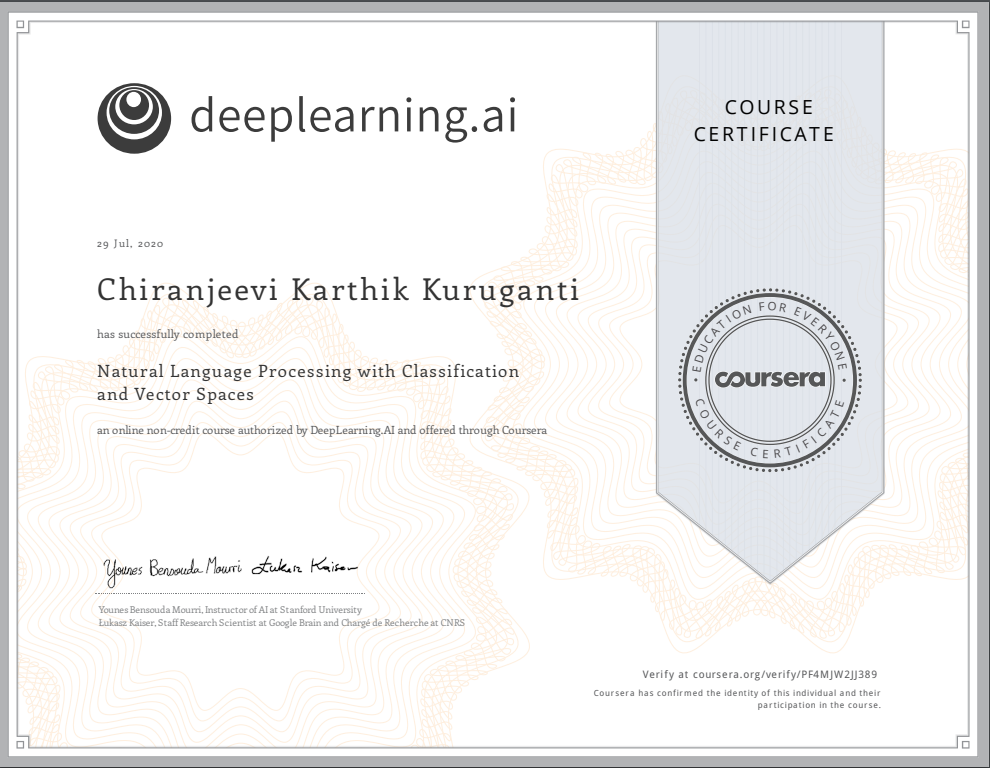 deeplearning.ai
COURSE
CERTIFICATE
29 Jul, 2020
Chiranjeevi Karthik Kuruganti
has successfully completed
Natural Language Processing with Classification
and Vector Spaces
an online non-credit course authorized by DeepLearning.AI and offered through Coursera
EDUCATION FOR EVERYONE
coursera
COURSE CERTIFICATE
Younes Bensouda Mourri Łukasz Kaiser
Younes Bensouda Mourri, Instructor of AI at Stanford University
Łukasz Kaiser, Staff Research Scientist at Google Brain and Chargé de Recherche at CNRS
Verify at coursera.org/verify/PF4MJW2JJ389
Coursera has confirmed the identity of this individual and their
participation in the course.